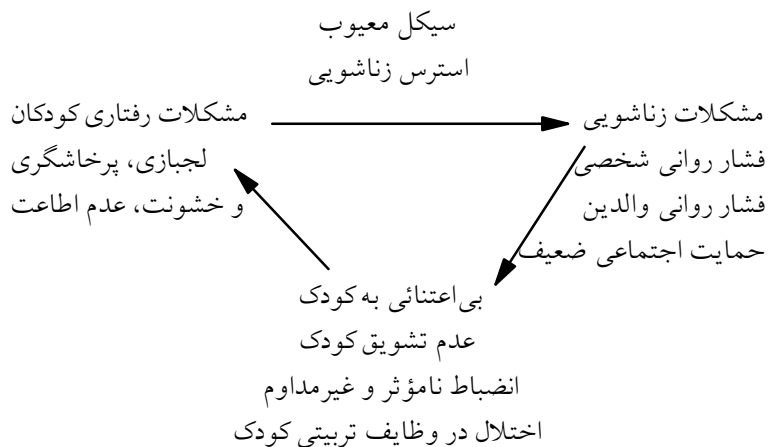 سیکل معیوب
استرس زناشویی
مشکلات زناشویی
فشار روانی شخصی
فشار روانی والدین
حمایت اجتماعی ضعیف
مشکلات رفتاری کودکان
لجبازی، پرخاشگری
و خشونت، عدم اطاعت
بی‌اعتنائی به کودک
عدم تشویق کودک
انضباط نامؤثر و غیرمداوم
اختلال در وظایف تربیتی کودک